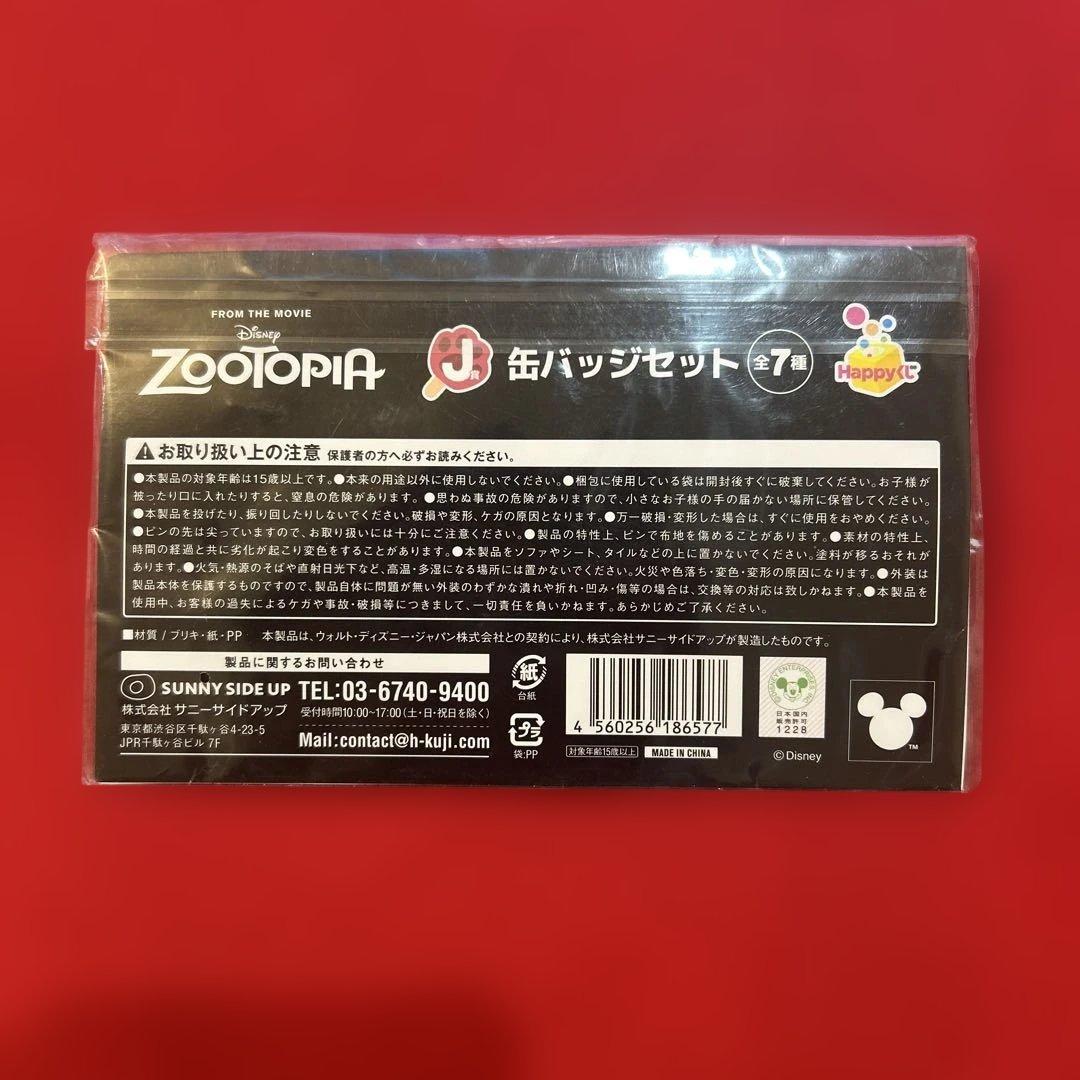 FROM THE MOVIE
Disney
ZOOTOPIA
J賞 缶バッジセット 全7種
Happyくじ
お取り扱い上の注意 保護者の方へ必ずお読みください。
●本製品の対象年齢は15歳以上です。●本来の用途以外に使用しないでください。●梱包に使用している袋は開封後すぐに破棄してください。お子様が
被ったり口に入れたりすると、窒息の危険があります。●思わぬ事故の危険がありますので、小さなお子様の手の届かない場所に保管してください。
●本製品を投げたり、振り回したりしないでください。破損や変形、ケガの原因となります。●万一破損・変形した場合は、すぐに使用をおやめください。
●ピンの先は尖っていますので、お取り扱いには十分にご注意ください。●製品の特性上、ピンで布地を傷めることがあります。●素材の特性上、
時間の経過と共に劣化が起こり変色をすることがあります。●本製品をソファやシート、タイルなどの上に置かないでください。塗料が移るおそれが
あります。●火気・熱源のそばや直射日光下など、高温・多湿になる場所には置かないでください。火災や色落ち・変色・変形の原因になります。●外装は
製品本体を保護するものですので、製品自体に問題が無い外装のわずかな潰れや折れ・凹み・傷等の場合は、交換等の対応は致しかねます。●本製品を
使用中、お客様の過失によるケガや事故・破損等につきまして、一切責任を負いかねます。あらかじめご了承ください。
■材質/ブリキ・紙・PP 本製品は、ウォルト・ディズニー・ジャパン株式会社との契約により、株式会社サニーサイドアップが製造したものです。
製品に関するお問い合わせ
SUNNY SIDE UP TEL:03-6740-9400
株式会社 サニーサイドアップ 受付時間10:00~17:00(土・日・祝日を除く)
東京都渋谷区千駄ヶ谷4-23-5
JPR千駄ヶ谷ビル 7F Mail:contact@h-kuji.com
紙
台紙
プラ
袋:PP
4 560256 186577
対象年齢15歳以上 MADE IN CHINA
DISNEY ENTERPRISES, INC.
日本国内
販売許可
1228
©Disney
TM